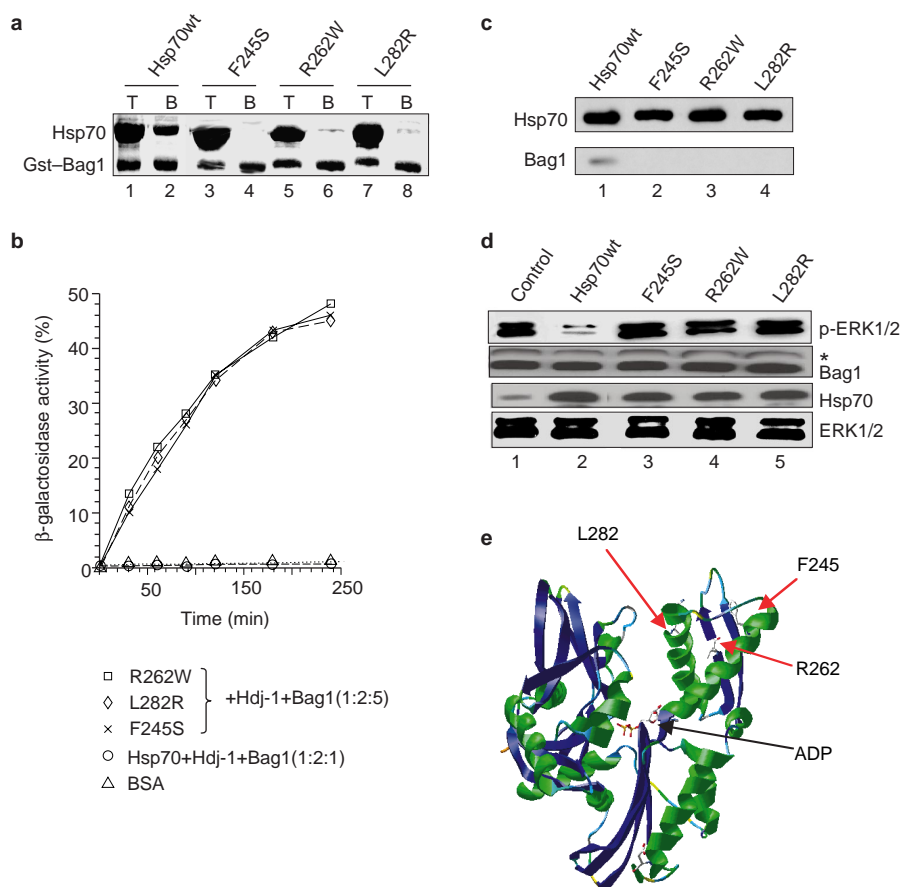 a
Hsp70wt F245S R262W L282R
T B T B T B T B
Hsp70
Gst–Bag1
1 2 3 4 5 6 7 8
b
β-galactosidase activity (%)
50
40
30
20
10
0
50 150 250
Time (min)
R262W
L282R
F245S
+Hdj-1+Bag1(1:2:5)
Hsp70+Hdj-1+Bag1(1:2:1)
BSA
c
Hsp70wt F245S R262W L282R
Hsp70
Bag1
1 2 3 4
d
Control Hsp70wt F245S R262W L282R
p-ERK1/2
*
Bag1
Hsp70
ERK1/2
1 2 3 4 5
e
L282
F245
R262
ADP